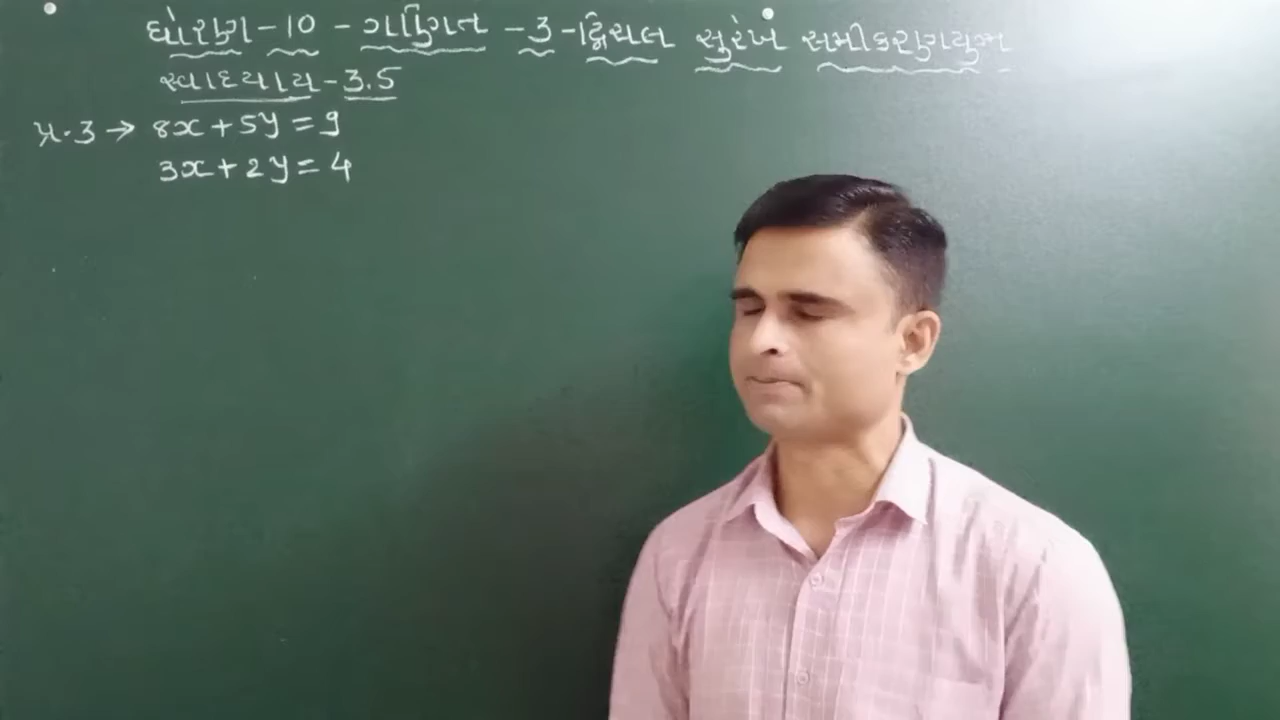 ધોરણ-10 - ગણિત -3-દ્વિચલ સુરેખ સમીકરણયુગ્મ
સ્વાધ્યાય-3.5
પ્ર.3 → 8x+5y=9
3x+2y=4